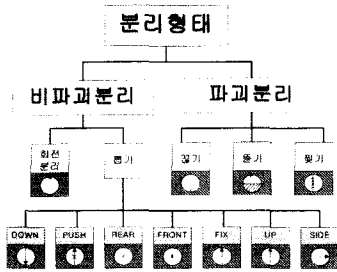 분리형태
비파괴분리
파괴분리
회전
분리
뽑기
끊기
뚫기
찢기
DOWN
PUSH
REAR
FRONT
FIX
UP
SIDE